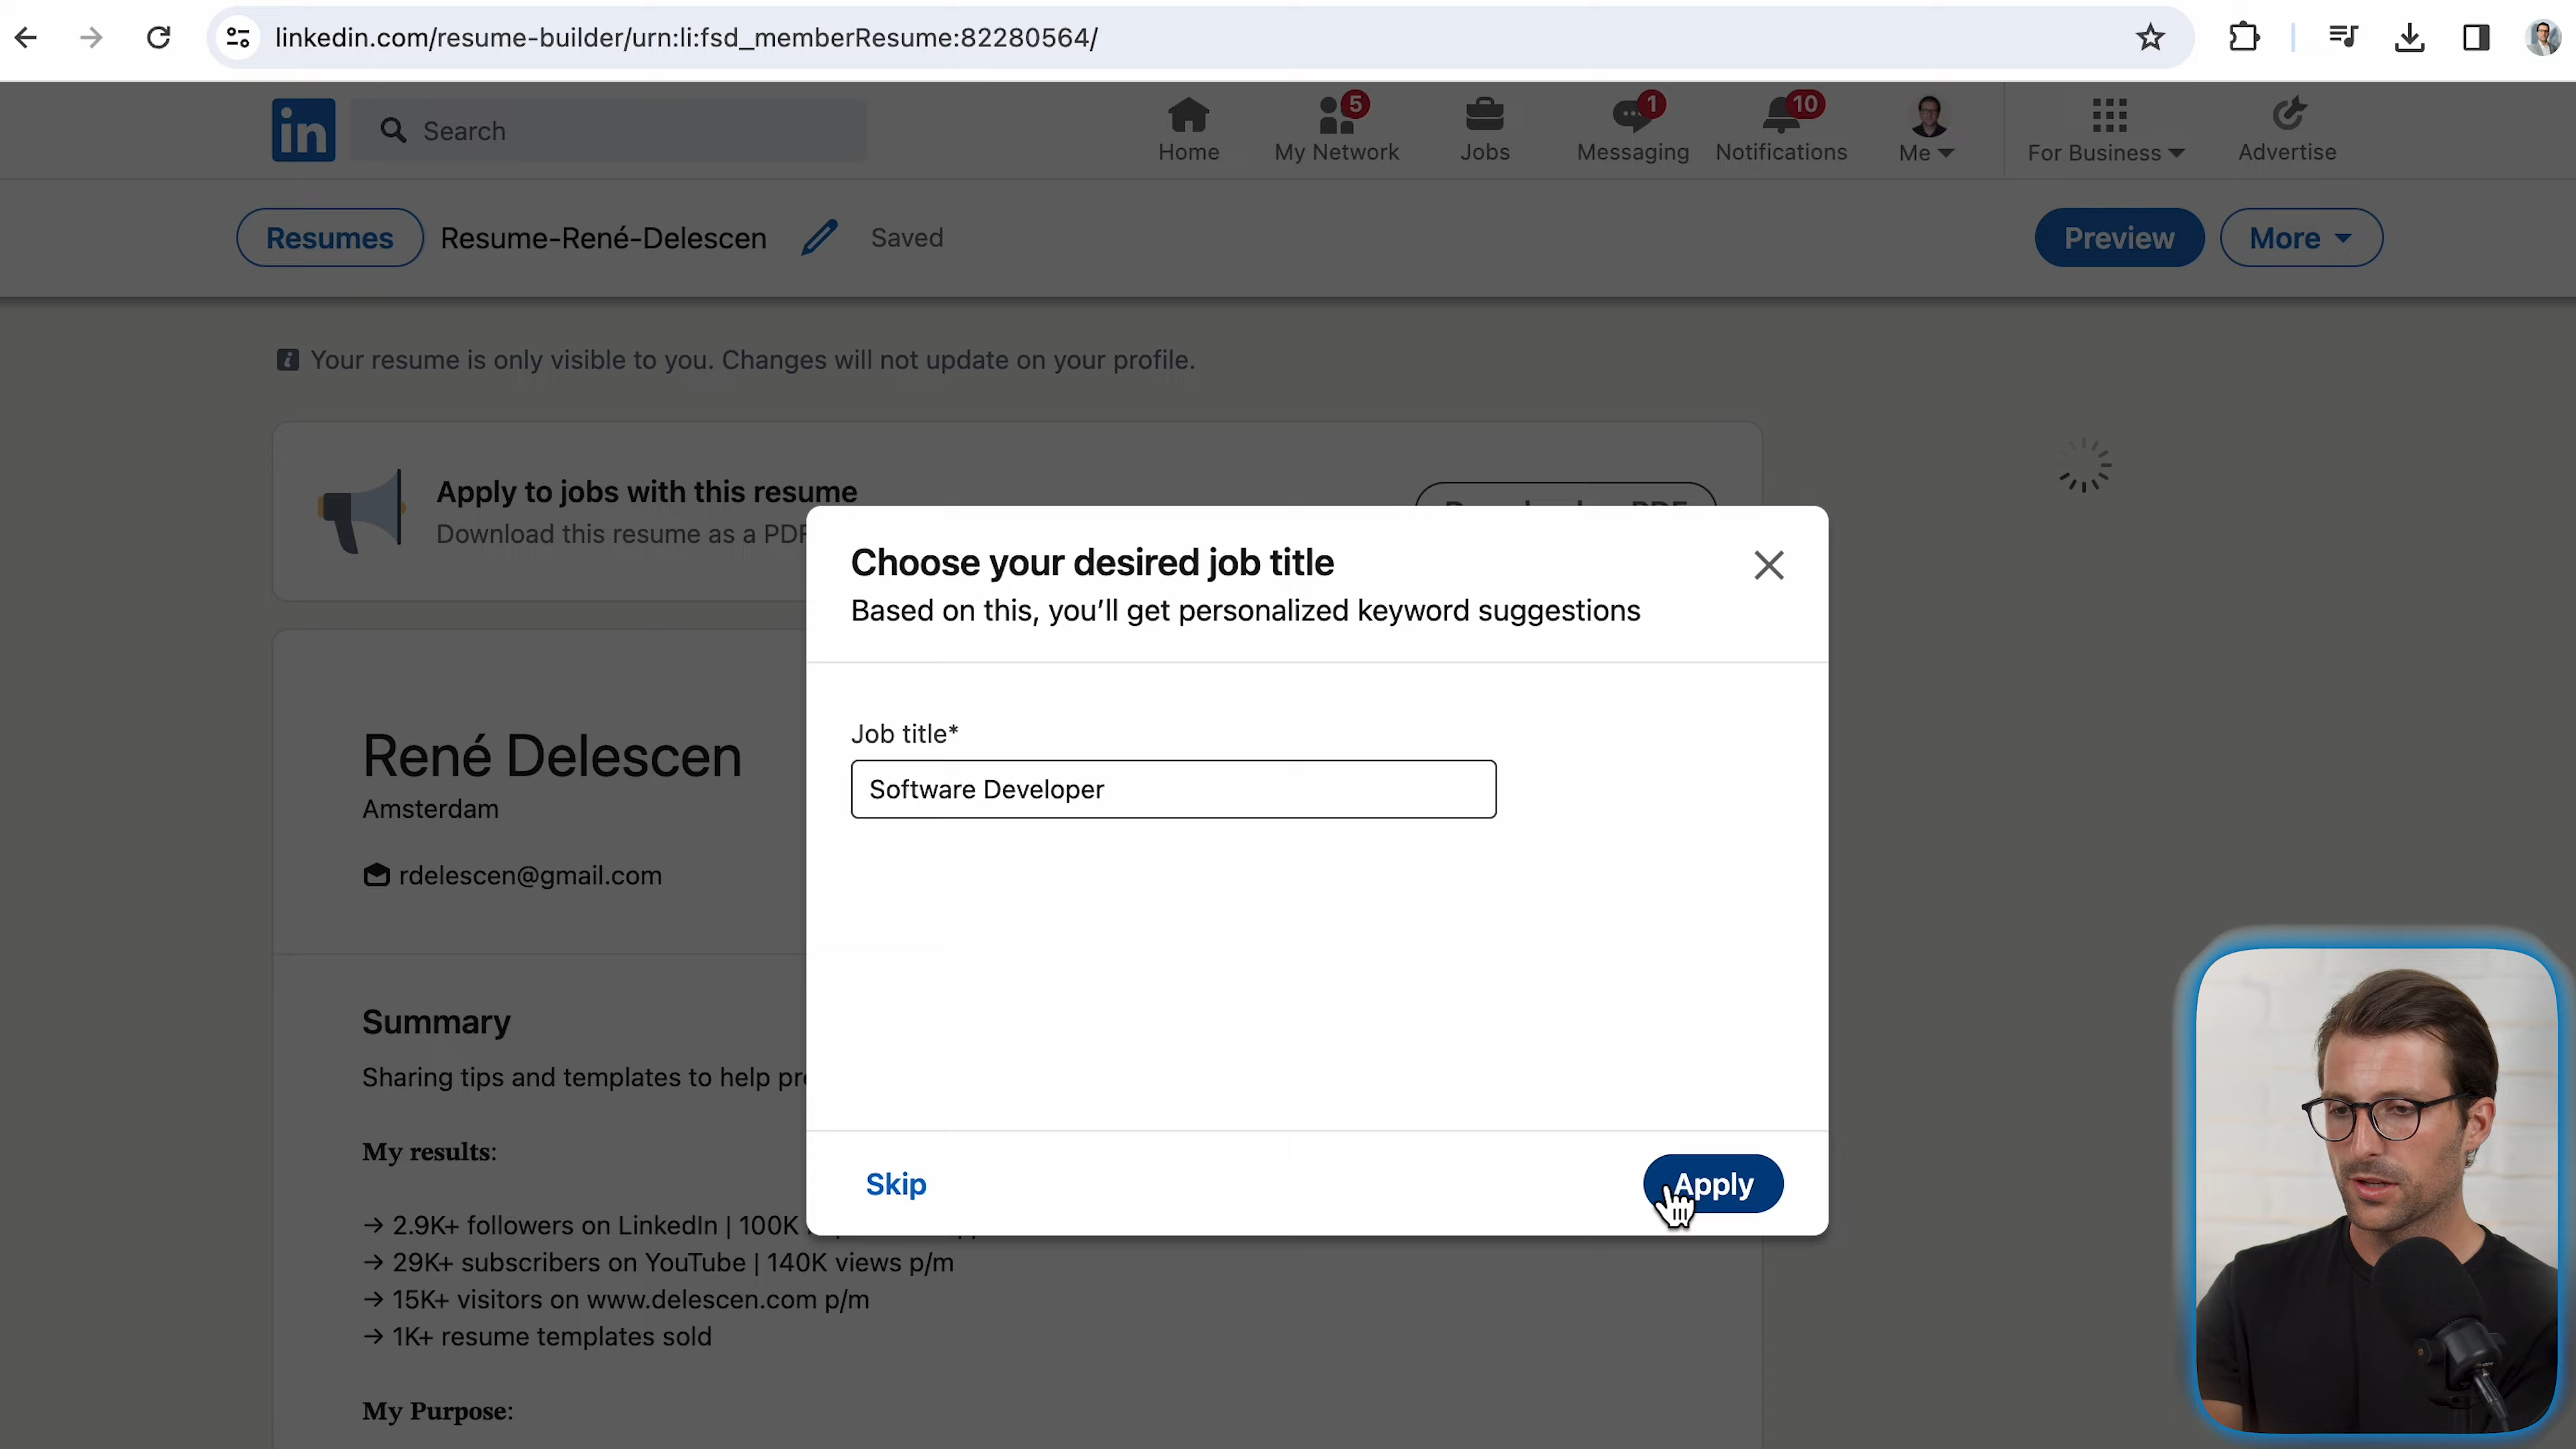 linkedin.com/resume-builder/urn:li:fsd_memberResume:82280564/
in
Search
Home
5
My Network
Jobs
1
Messaging
10
Notifications
Me
For Business
Advertise
Resumes
Resume-René-Delescen
Saved
Preview
More
Your resume is only visible to you. Changes will not update on your profile.
Apply to jobs with this resume
Download this resume as a PDF
Choose your desired job title
Based on this, you’ll get personalized keyword suggestions
Job title*
Software Developer
Skip
Apply
René Delescen
Amsterdam
rdelescen@gmail.com
Summary
Sharing tips and templates to help pr
My results:
→ 2.9K+ followers on LinkedIn | 100K
→ 29K+ subscribers on YouTube | 140K views p/m
→ 15K+ visitors on www.delescen.com p/m
→ 1K+ resume templates sold
My Purpose: